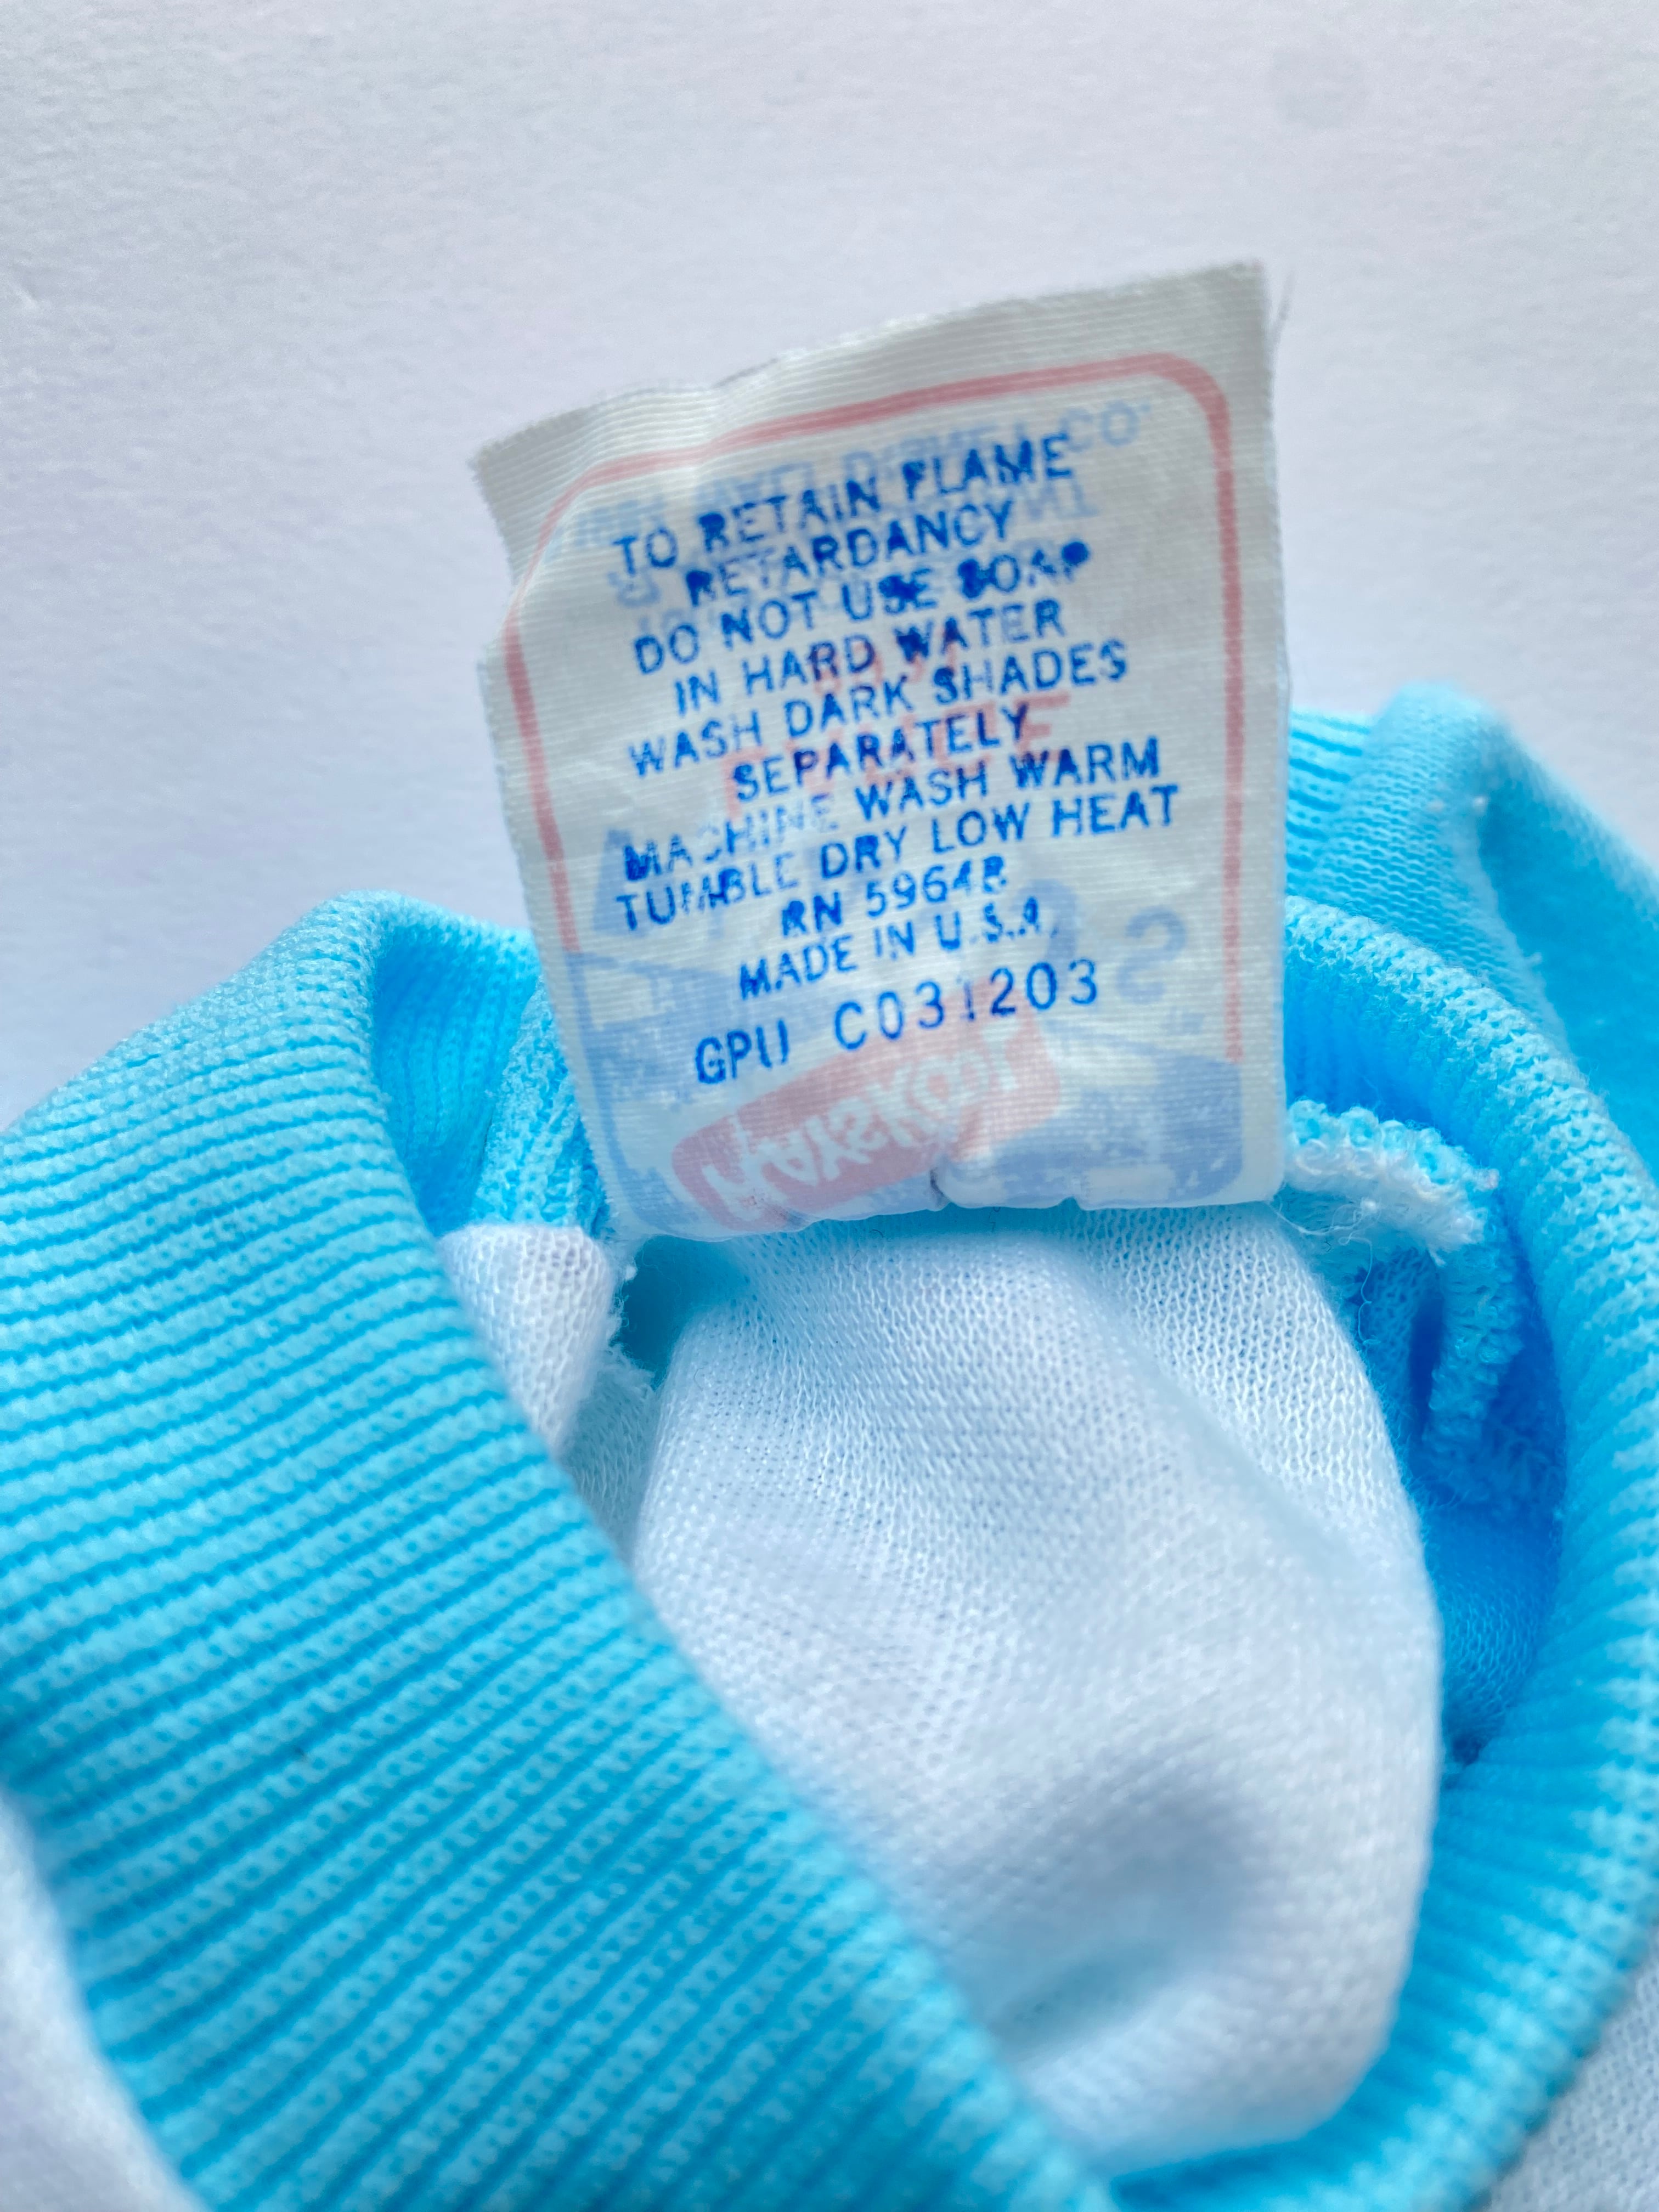 TO RETAIN FLAME
RETARDANCY
DO NOT USE SOAP
IN HARD WATER
WASH DARK SHADES
SEPARATELY
MACHINE WASH WARM
TUMBLE DRY LOW HEAT
RN 59648
MADE IN U.S.A.
GPU C031203